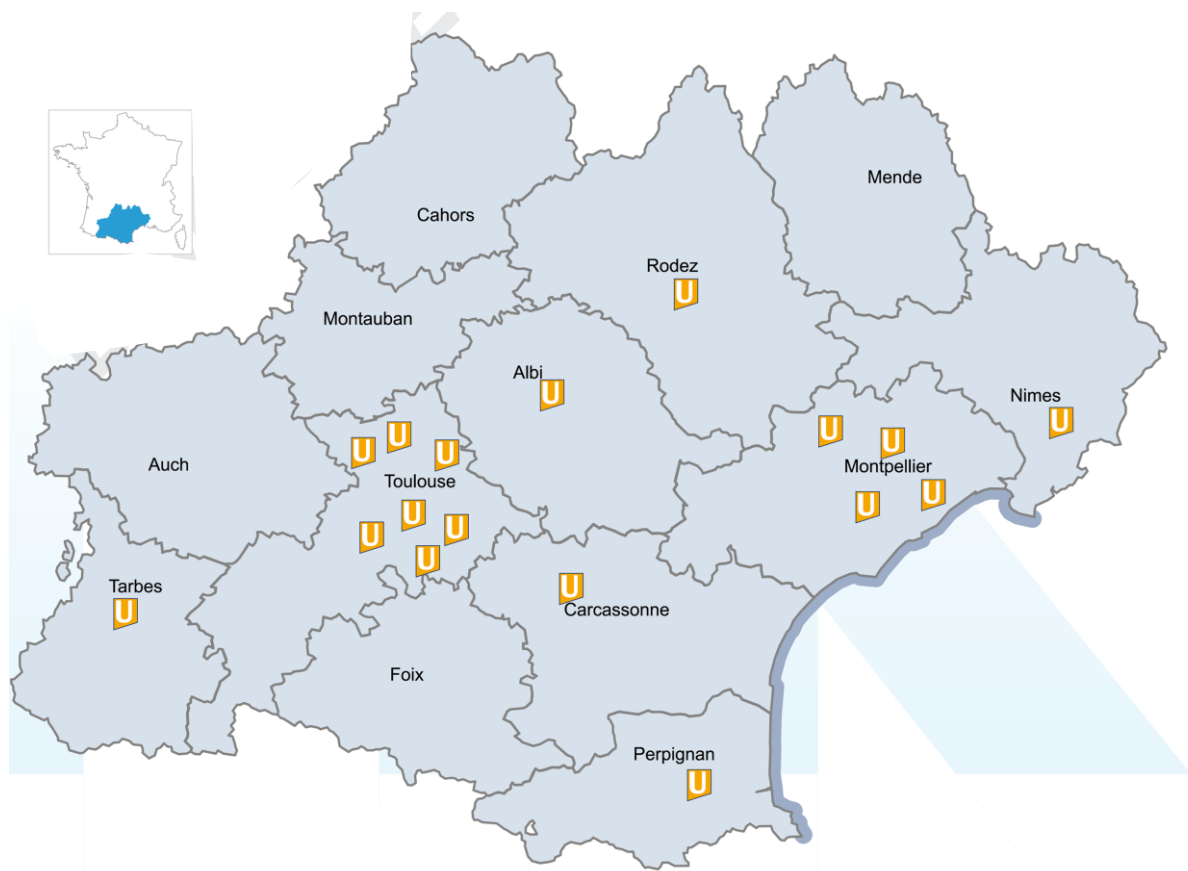 Mende
Cahors
Rodez
U
Montauban
Albi
U
Nimes
U
U
U
U
U
U
Auch
Toulouse
Montpellier
U
U
U
U
U
U
Tarbes
U
U
Carcassonne
Foix
Perpignan
U